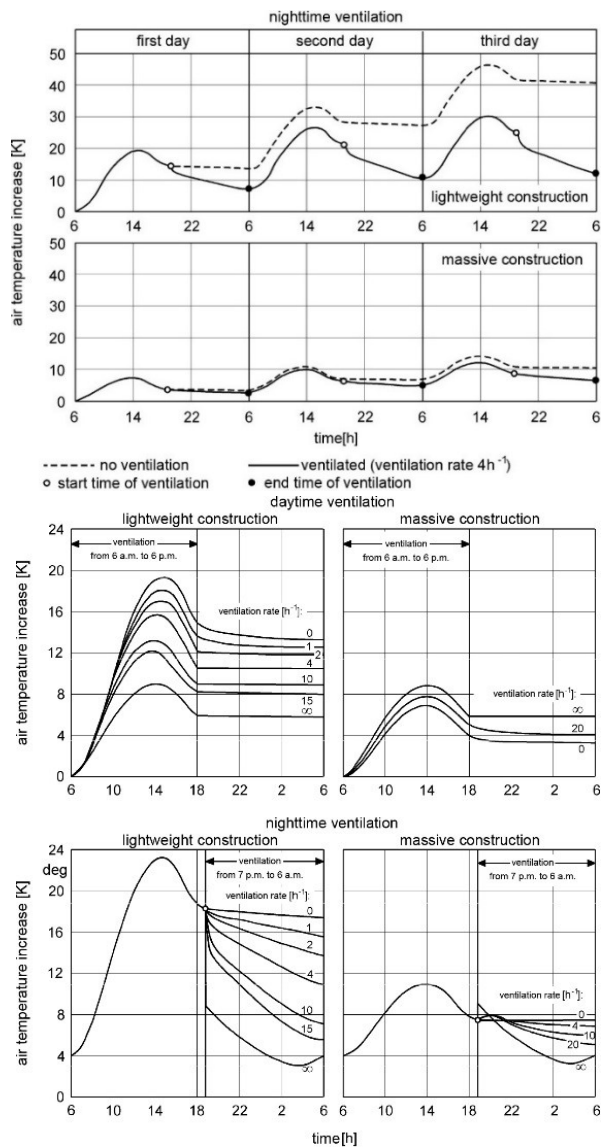 nighttime ventilation
first day second day third day
air temperature increase [K]
50
40
30
20
10
0
lightweight construction
6 14 22 6 14 22 6 14 22 6
massive construction
50
40
30
20
10
0
6 14 22 6 14 22 6 14 22 6
time[h]
no ventilation ventilated (ventilation rate 4h⁻¹)
start time of ventilation end time of ventilation
daytime ventilation
lightweight construction massive construction
air temperature increase [K]
24
20
16
12
8
4
0
ventilation ventilation
from 6 a.m. to 6 p.m. from 6 a.m. to 6 p.m.
ventilation rate [h⁻¹]:
0
1
2
4
10
15
∞
ventilation rate [h⁻¹]:
∞
20
0
6 10 14 18 22 2 6 6 10 14 18 22 2 6
nighttime ventilation
lightweight construction massive construction
air temperature increase [K]
24
deg
20
16
12
8
4
0
ventilation ventilation
from 7 p.m. to 6 a.m. from 7 p.m. to 6 a.m.
ventilation rate [h⁻¹]:
0
1
2
4
10
15
∞
ventilation rate [h⁻¹]:
0
4
10
20
∞
6 10 14 18 22 2 6 6 10 14 18 22 2 6
time[h]